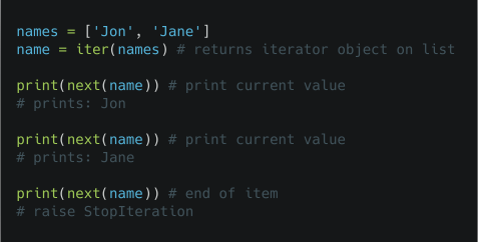 names = ['Jon', 'Jane']
name = iter(names) # returns iterator object on list
print(next(name)) # print current value
# prints: Jon
print(next(name)) # print current value
# prints: Jane
print(next(name)) # end of item
# raise StopIteration